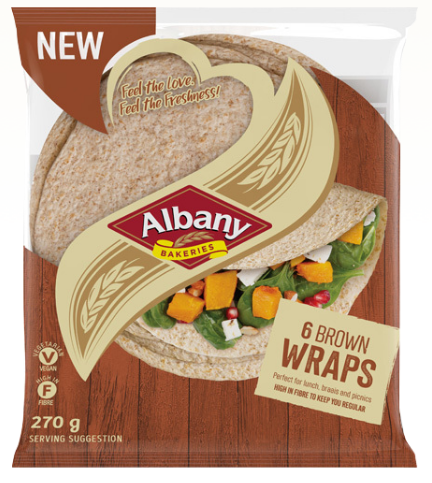 NEW
Feel the Love.
Feel the Freshness!
Albany
BAKERIES
6 BROWN
WRAPS
Perfect for lunch, braais and picnics
HIGH IN FIBRE TO KEEP YOU REGULAR
VEGETARIAN
V
VEGAN
HIGH IN
F
FIBRE
270 g
SERVING SUGGESTION